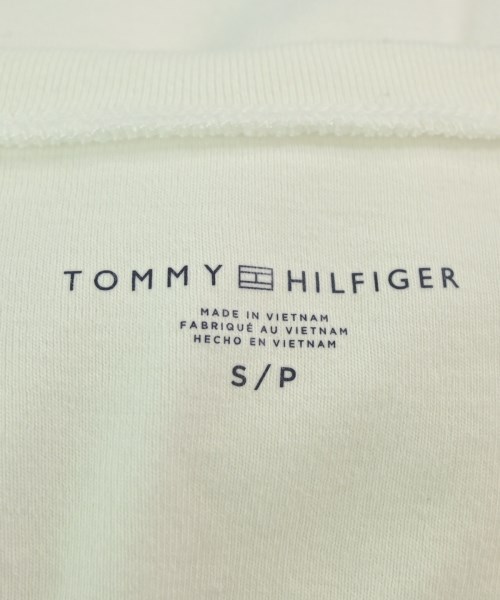 TOMMY HILFIGER
MADE IN VIETNAM
FABRIQUÉ AU VIETNAM
HECHO EN VIETNAM
S/P